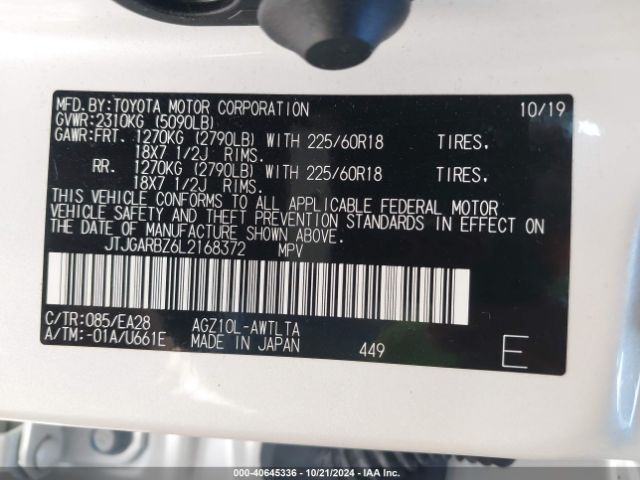 MFD.BY:TOYOTA MOTOR CORPORATION 10/19
GVWR:2310KG (5090LB)
GAWR:FRT. 1270KG (2790LB) WITH 225/60R18 TIRES.
18X7 1/2J RIMS.
RR. 1270KG (2790LB) WITH 225/60R18 TIRES.
18X7 1/2J RIMS.
THIS VEHICLE CONFORMS TO ALL APPLICABLE FEDERAL MOTOR
VEHICLE SAFETY AND THEFT PREVENTION STANDARDS IN EFFECT ON
THE DATE OF MANUFACTURE SHOWN ABOVE.
JTJGARBZ6L2168372 MPV
C/TR:085/EA28 AGZ10L-AWTLTA
A/TM:-01A/U661E MADE IN JAPAN 449 E
000-40645336 - 10/21/2024 - IAA Inc.